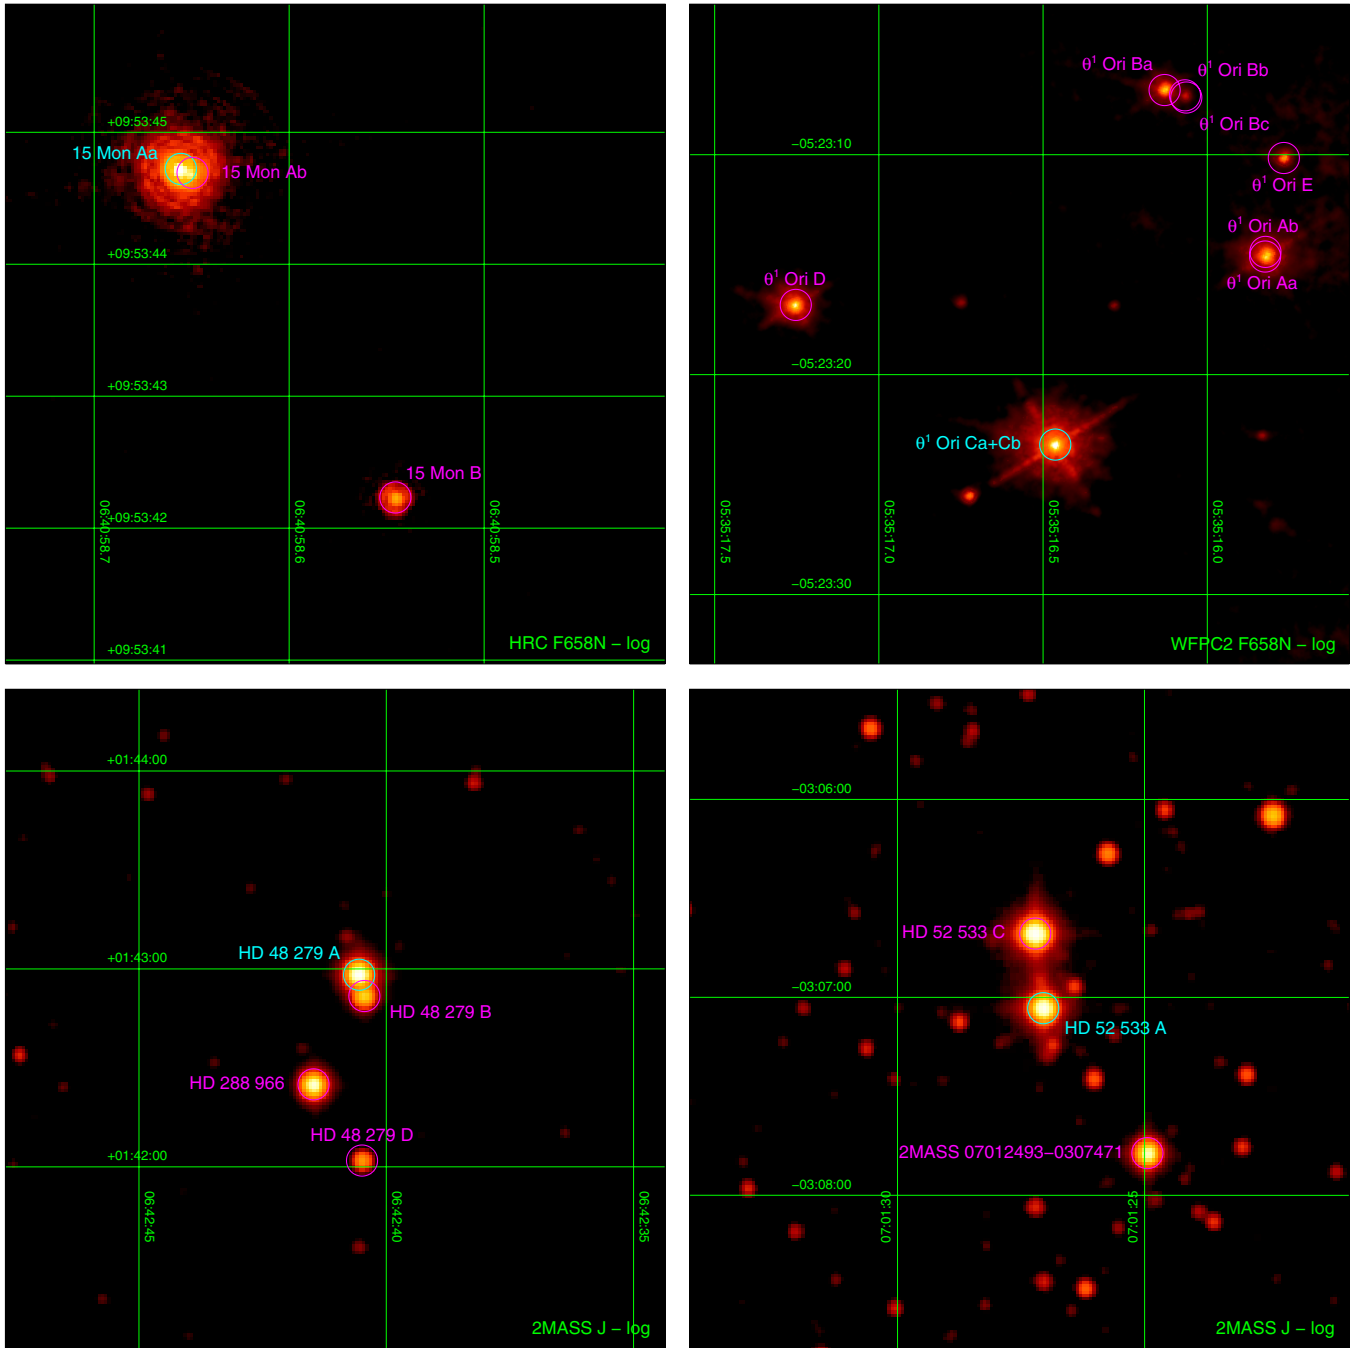 +09:53:45
15 Mon Aa
15 Mon Ab
+09:53:44
+09:53:43
15 Mon B
+09:53:42
06:40:58.7
06:40:58.6
06:40:58.5
+09:53:41
HRC F658N − log
θ¹ Ori Ba
θ¹ Ori Bb
θ¹ Ori Bc
−05:23:10
θ¹ Ori E
θ¹ Ori Ab
θ¹ Ori Aa
θ¹ Ori D
−05:23:20
θ¹ Ori Ca+Cb
05:35:17.5
05:35:17.0
05:35:16.5
05:35:16.0
−05:23:30
WFPC2 F658N − log
+01:44:00
HD 48 279 A
+01:43:00
HD 48 279 B
HD 288 966
HD 48 279 D
+01:42:00
06:42:45
06:42:40
06:42:35
2MASS J − log
−03:06:00
HD 52 533 C
−03:07:00
HD 52 533 A
2MASS 07012493−0307471
−03:08:00
07:01:30
07:01:25
2MASS J − log